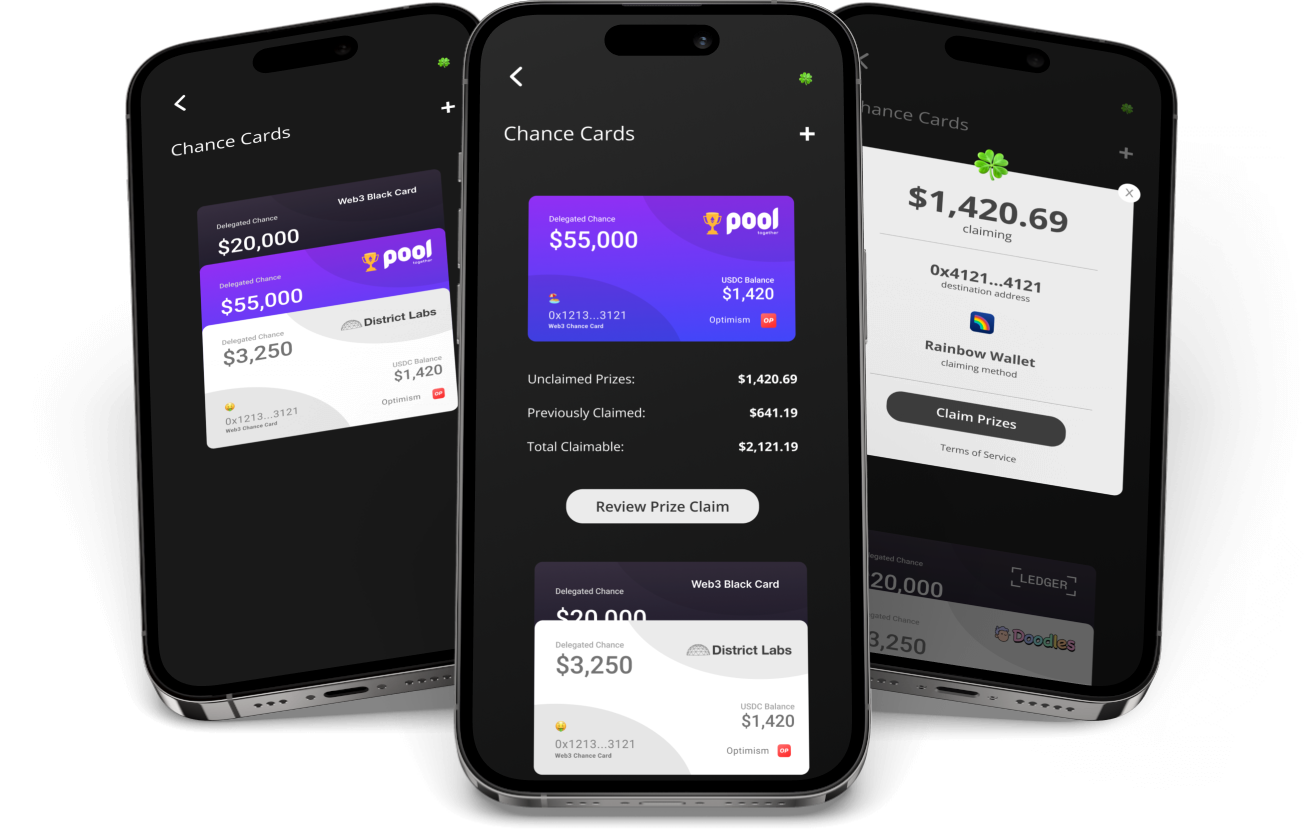 Chance Cards
+
Web3 Black Card
Delegated Chance
$20,000
pool
together
Delegated Chance
$55,000
District Labs
Delegated Chance
$3,250
USDC Balance
$1,420
0x1213...3121
Web3 Chance Card
Optimism
OP
Chance Cards
+
Delegated Chance
pool
together
$55,000
USDC Balance
$1,420
0x1213...3121
Web3 Chance Card
Optimism
OP
Unclaimed Prizes: $1,420.69
Previously Claimed: $641.19
Total Claimable: $2,121.19
Review Prize Claim
Web3 Black Card
Delegated Chance
$20,000
Delegated Chance
District Labs
$3,250
USDC Balance
$1,420
0x1213...3121
Web3 Chance Card
Optimism
OP
hance Cards
+
$1,420.69
claiming
0x4121...4121
destination address
Rainbow Wallet
claiming method
Claim Prizes
Terms of Service
legated Chance
LEDGER
20,000
gated Chance
Doodles
3,250